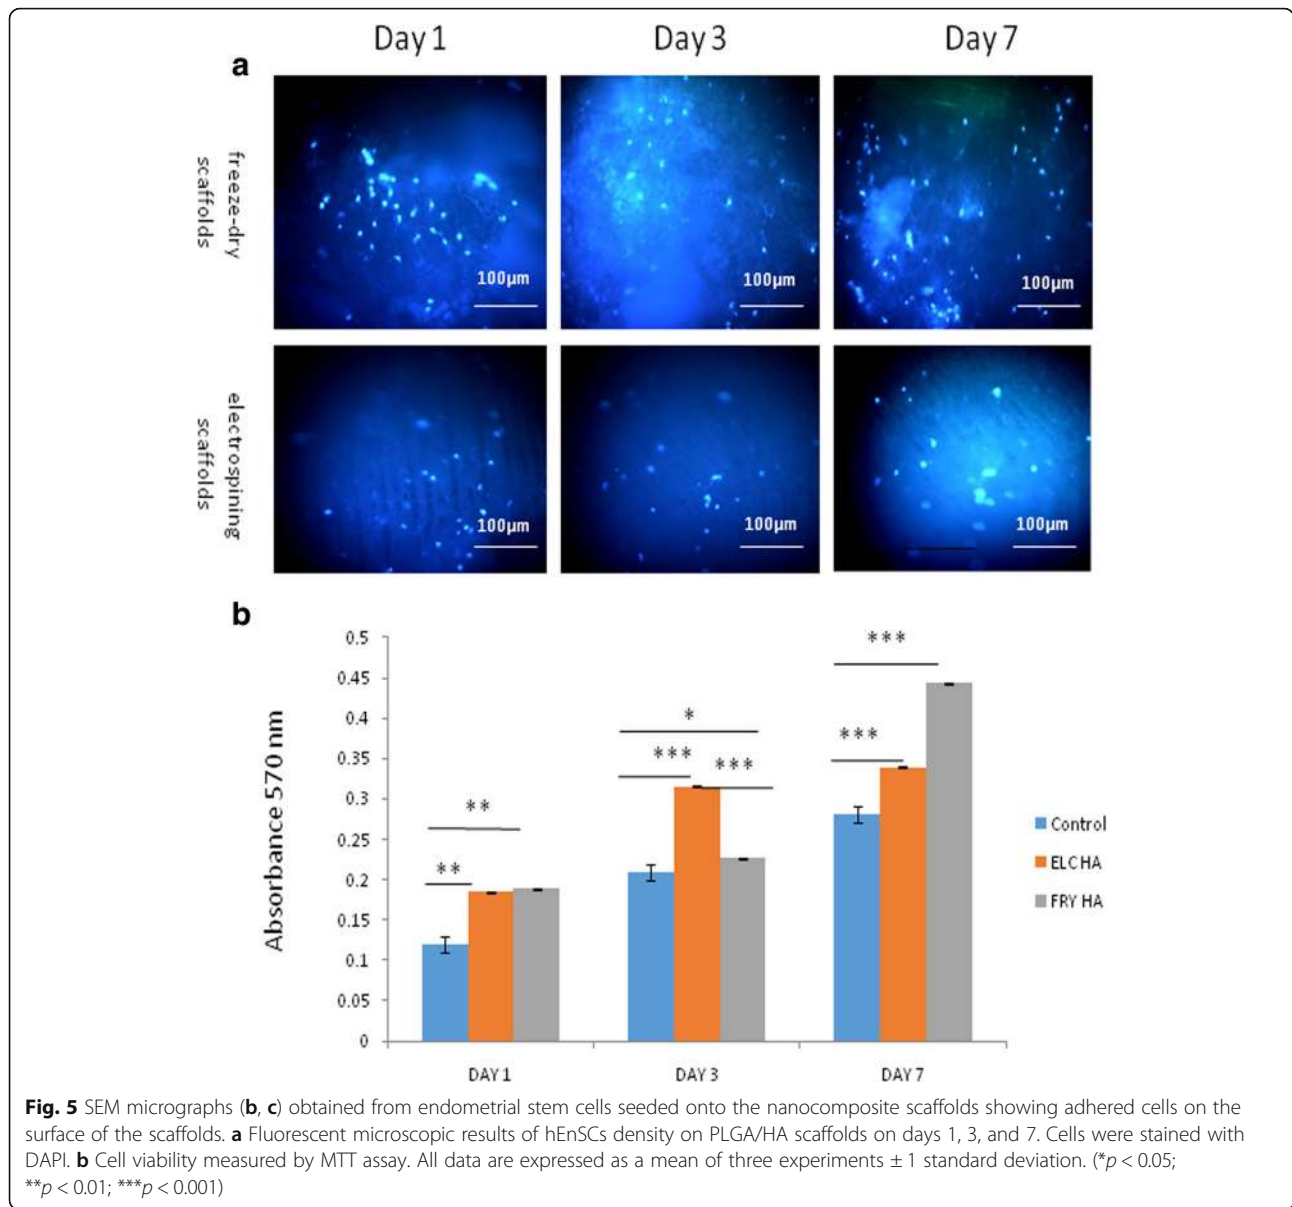 Day 1 Day 3 Day 7
a
freeze-dry
scaffolds
100µm 100µm 100µm
electrospining
scaffolds
100µm 100µm 100µm
b
Absorbance 570 nm
0.5
0.45
0.4
0.35
0.3
0.25
0.2
0.15
0.1
0.05
0
**
**
*
***
***
***
***
Control
ELC HA
FRY HA
DAY 1 DAY 3 DAY 7
Fig. 5 SEM micrographs (b, c) obtained from endometrial stem cells seeded onto the nanocomposite scaffolds showing adhered cells on the
surface of the scaffolds. a Fluorescent microscopic results of hEnSCs density on PLGA/HA scaffolds on days 1, 3, and 7. Cells were stained with
DAPI. b Cell viability measured by MTT assay. All data are expressed as a mean of three experiments ± 1 standard deviation. (*p < 0.05;
**p < 0.01; ***p < 0.001)